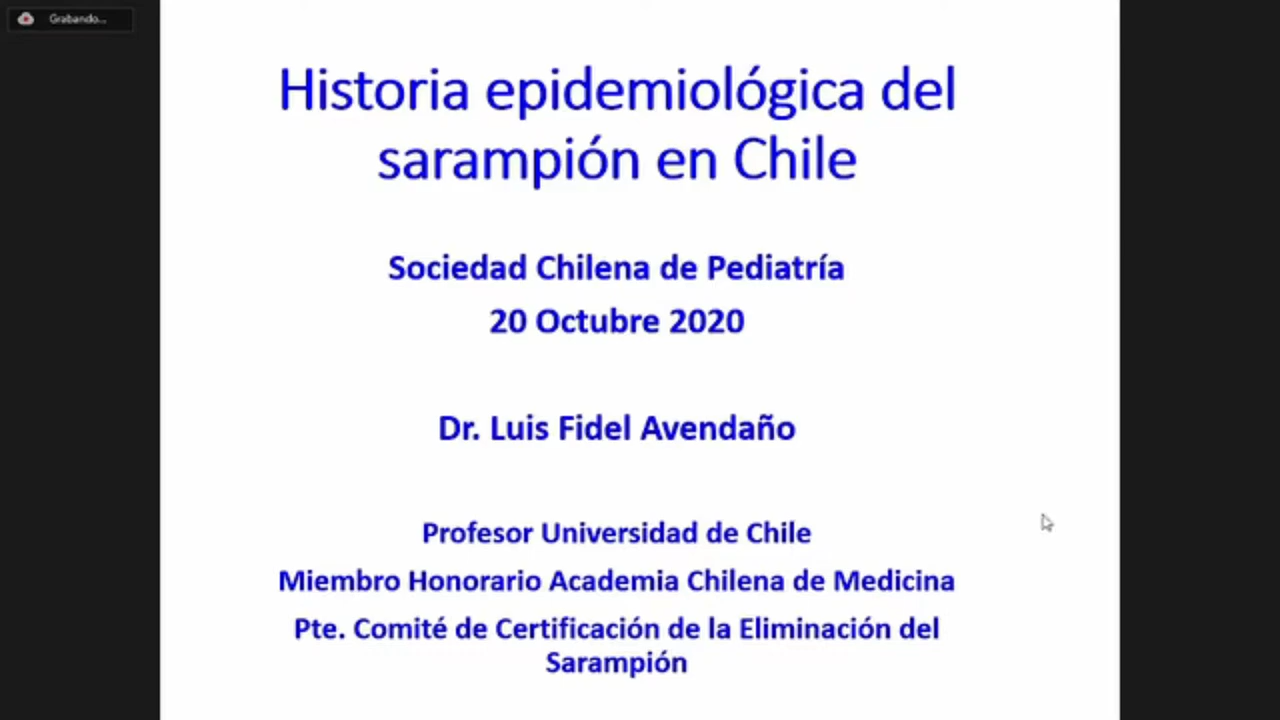 Grabando...
Historia epidemiológica del
sarampión en Chile
Sociedad Chilena de Pediatría
20 Octubre 2020
Dr. Luis Fidel Avendaño
Profesor Universidad de Chile
Miembro Honorario Academia Chilena de Medicina
Pte. Comité de Certificación de la Eliminación del
Sarampión